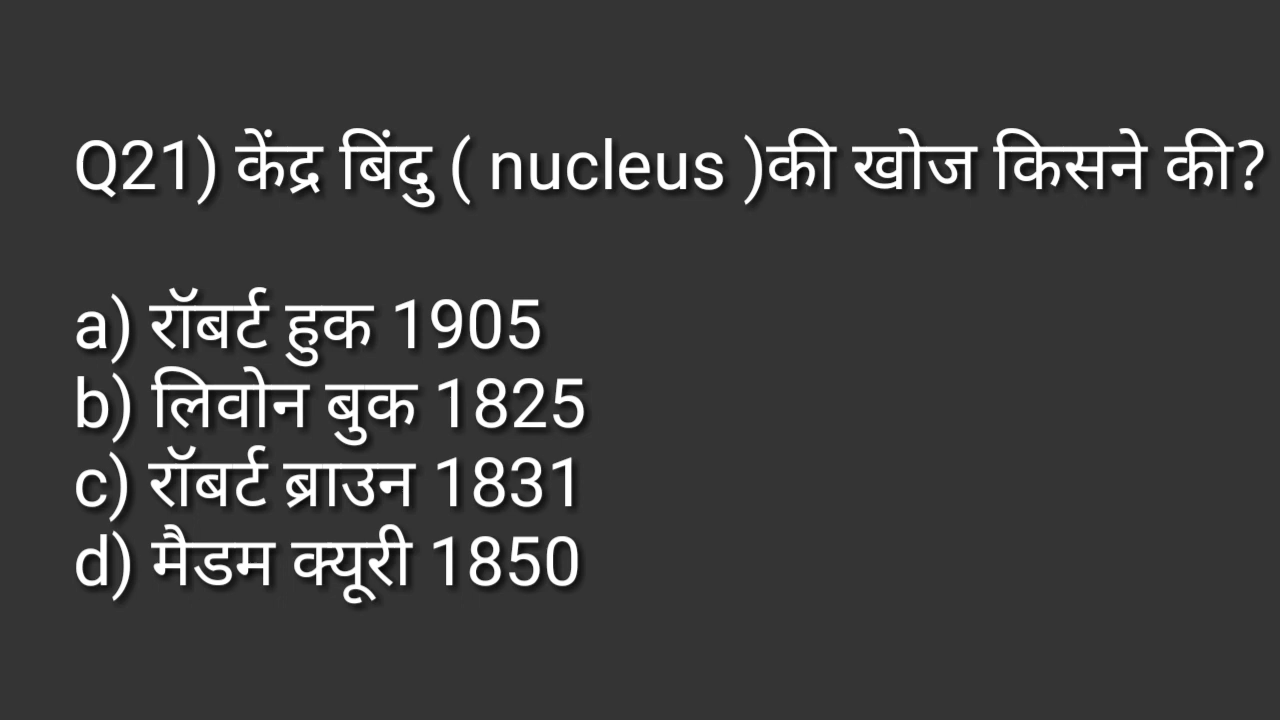 Q21) केंद्र बिंदु ( nucleus )की खोज किसने की?
a) रॉबर्ट हुक 1905
b) लिवोन बुक 1825
c) रॉबर्ट ब्राउन 1831
d) मैडम क्यूरी 1850